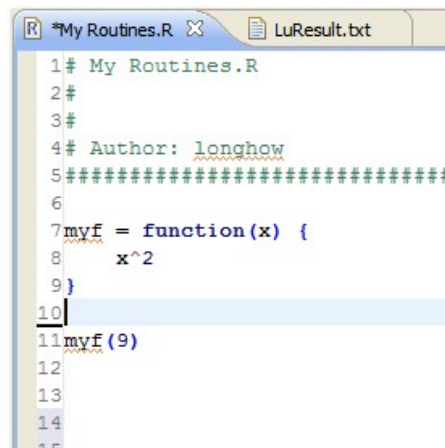 *My Routines.R LuResult.txt
1# My Routines.R
2#
3#
4# Author: longhow
5##############################
6
7myf = function(x) {
8    x^2
9}
10
11myf(9)
12
13
14
15